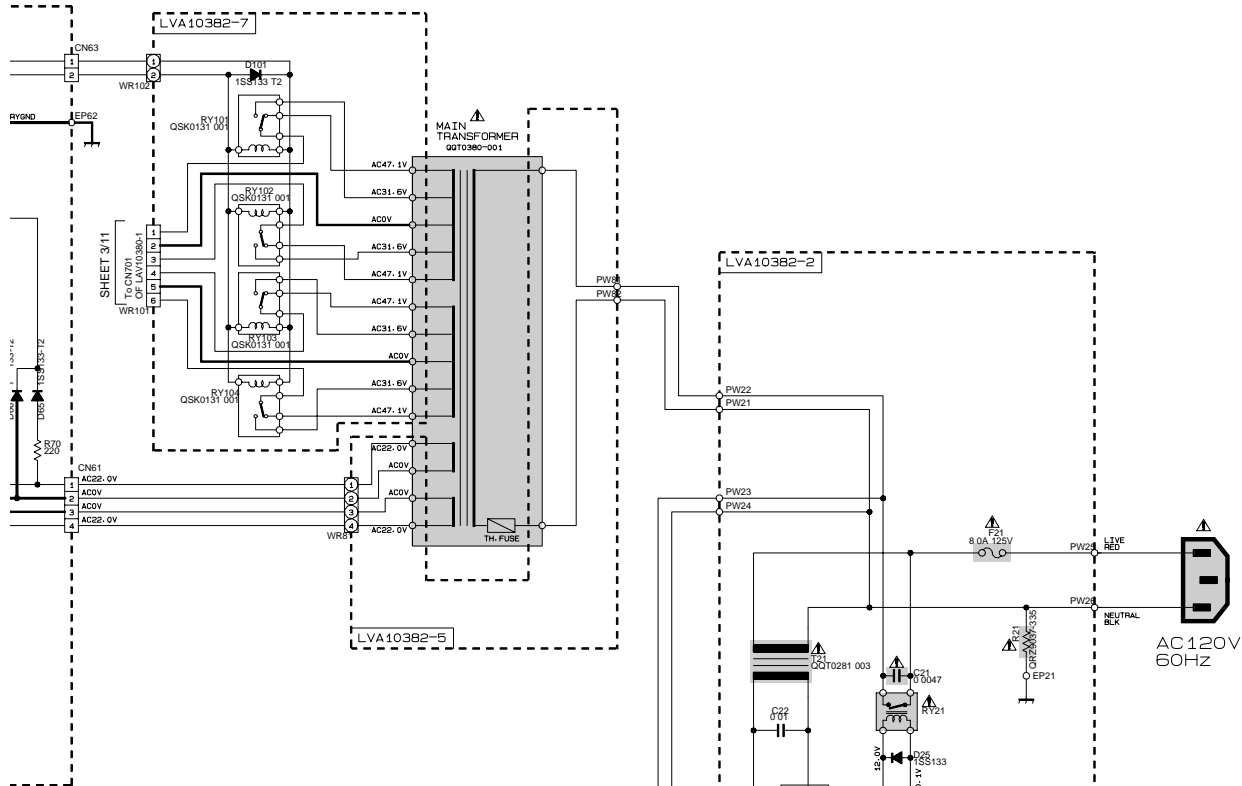 LVA10382-7
CN63
1
2
1
2
WR102
D101
1SS133 T2
RYGND
EP62
RY101
QSK0131 001
MAIN
TRANSFORMER
QQT0380-001
AC47.1V
AC31.6V
AC0V
AC31.6V
AC47.1V
AC47.1V
AC31.6V
AC0V
AC31.6V
AC47.1V
AC22.0V
AC0V
AC0V
AC22.0V
TH. FUSE
RY102
QSK0131 001
SHEET 3/11
To CN701
OF LAV10380-1
1
2
3
4
5
6
WR101
RY103
QSK0131 001
RY104
QSK0131 001
1SS133-T2
D65
R70
220
CN61
1
2
3
4
AC22.0V
AC0V
AC0V
AC22.0V
1
2
3
4
WR81
LVA10382-5
PW81
PW82
LVA10382-2
PW22
PW21
PW23
PW24
F21
8.0A 125V
PW25
LIVE
RED
PW26
NEUTRAL
BLK
R21
QRZ9037-335
EP21
AC120V
60Hz
T21
QQT0281 003
C21
0.0047
RY21
C22
0.01
D25
1SS133
12.0V